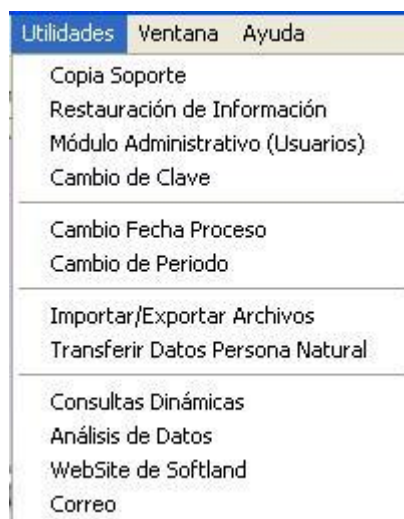 Utilidades Ventana Ayuda
Copia Soporte
Restauración de Información
Módulo Administrativo (Usuarios)
Cambio de Clave
Cambio Fecha Proceso
Cambio de Periodo
Importar/Exportar Archivos
Transferir Datos Persona Natural
Consultas Dinámicas
Análisis de Datos
WebSite de Softland
Correo